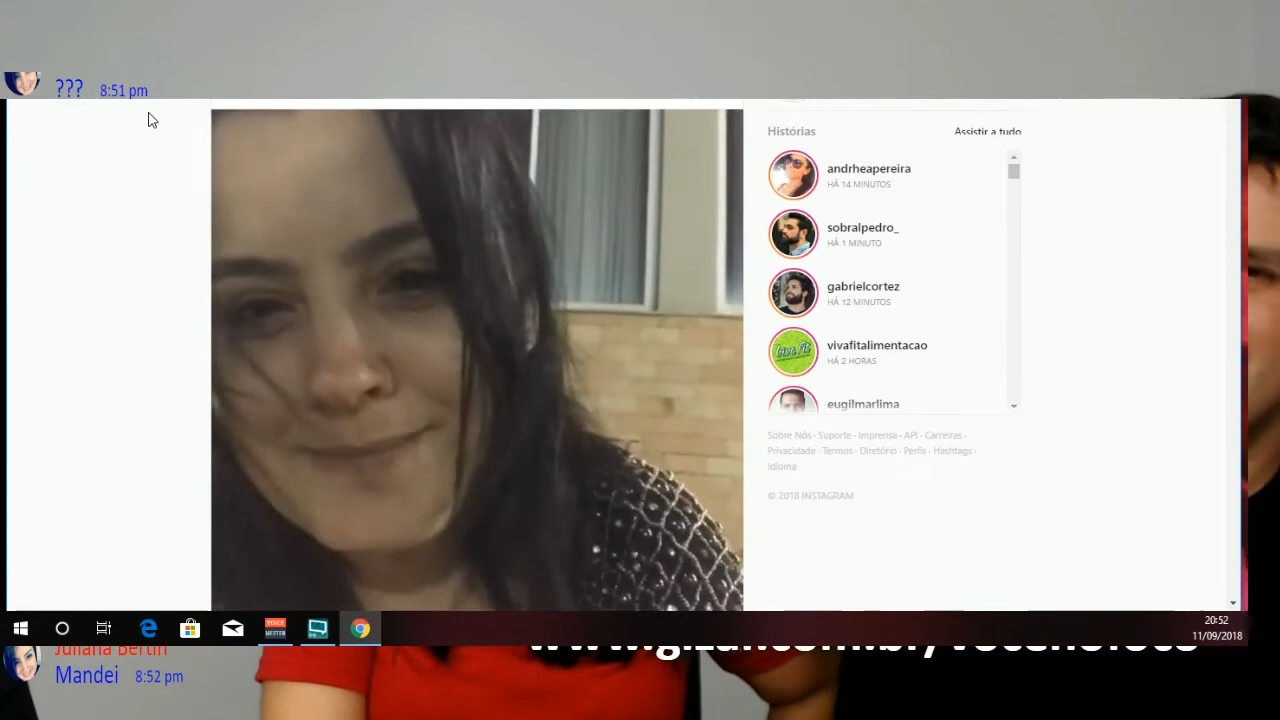 ??? 8:51 pm
Histórias Assistir a tudo
andrheapereira
HÁ 14 MINUTOS
sobralpedro_
HÁ 1 MINUTO
gabrielcortez
HÁ 12 MINUTOS
vivafitalimentacao
HÁ 2 HORAS
eugilmarlima
Sobre Nós · Suporte · Imprensa · API · Carreiras ·
Privacidade · Termos · Diretório · Perfis · Hashtags ·
Idioma
© 2018 INSTAGRAM
VOICE
MEETER
20:52
11/09/2018
Juliana Bertin
Mandei 8:52 pm